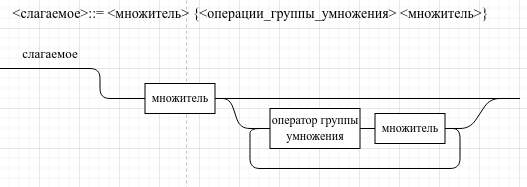 <слагаемое>::= <множитель> {<операции_группы_умножения> <множитель>}
слагаемое
множитель
оператор группы
умножения
множитель